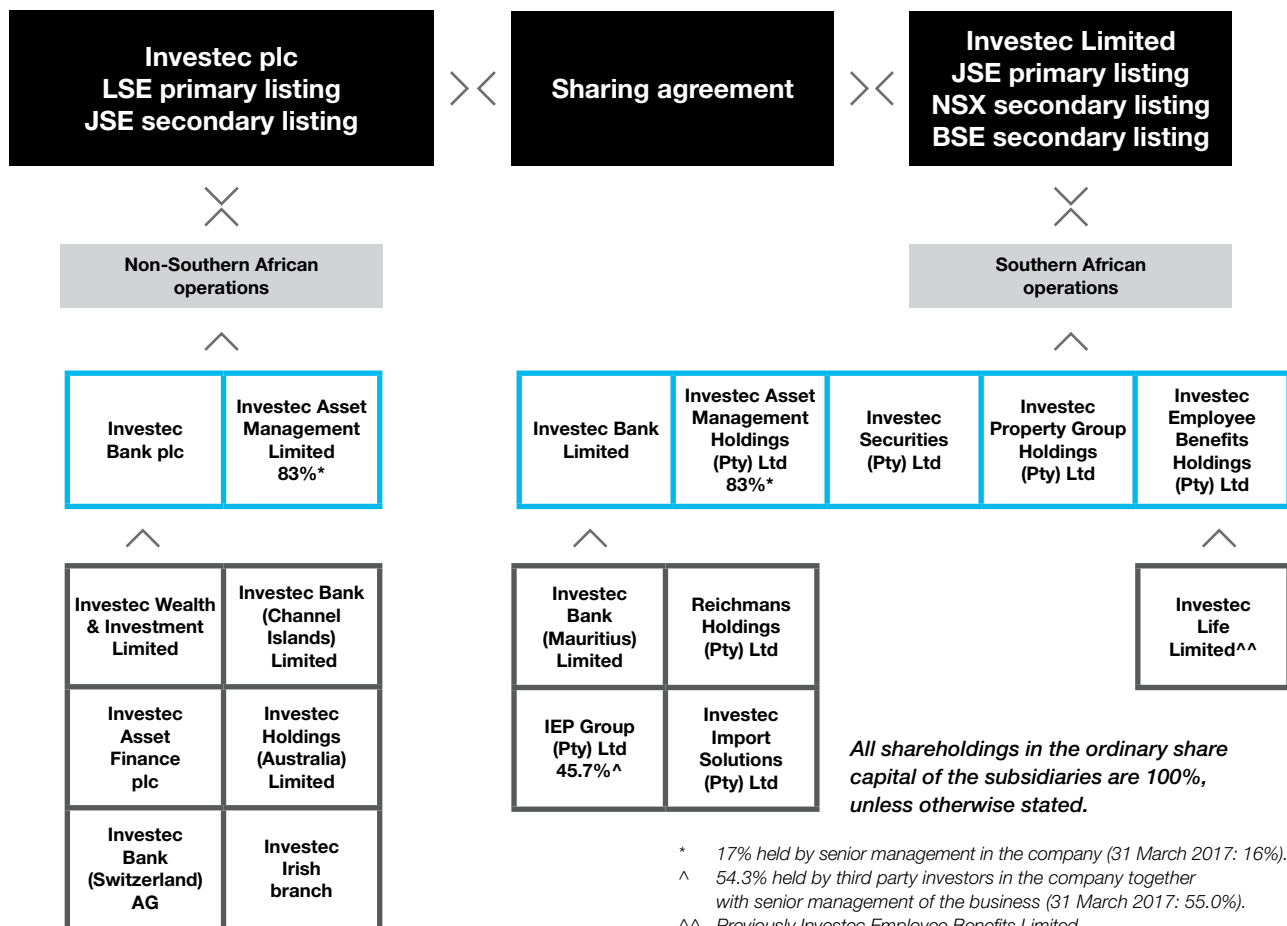 Investec plc
LSE primary listing
JSE secondary listing
Sharing agreement
Investec Limited
JSE primary listing
NSX secondary listing
BSE secondary listing
Non-Southern African
operations
Southern African
operations
Investec
Bank plc
Investec Asset
Management
Limited
83%*
Investec Bank
Limited
Investec Asset
Management
Holdings
(Pty) Ltd
83%*
Investec
Securities
(Pty) Ltd
Investec
Property Group
Holdings
(Pty) Ltd
Investec
Employee
Benefits
Holdings
(Pty) Ltd
Investec Wealth
& Investment
Limited
Investec Bank
(Channel
Islands)
Limited
Investec
Asset
Finance
plc
Investec
Holdings
(Australia)
Limited
Investec
Bank
(Switzerland)
AG
Investec
Irish
branch
Investec
Bank
(Mauritius)
Limited
Reichmans
Holdings
(Pty) Ltd
IEP Group
(Pty) Ltd
45.7%^
Investec
Import
Solutions
(Pty) Ltd
Investec
Life
Limited^^
All shareholdings in the ordinary share
capital of the subsidiaries are 100%,
unless otherwise stated.
* 17% held by senior management in the company (31 March 2017: 16%).
^ 54.3% held by third party investors in the company together
with senior management of the business (31 March 2017: 55.0%).
^^ Previously Investec Employee Benefits Limited